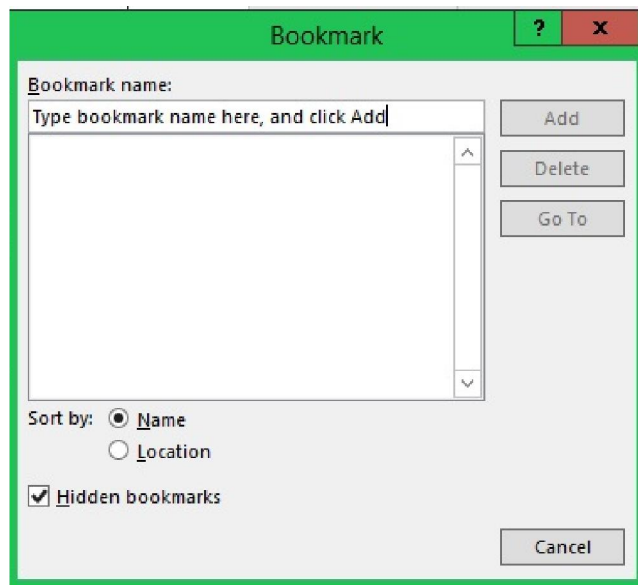 Bookmark
?
x
Bookmark name:
Type bookmark name here, and click Add
Add
Delete
Go To
Sort by:
Name
Location
Hidden bookmarks
Cancel